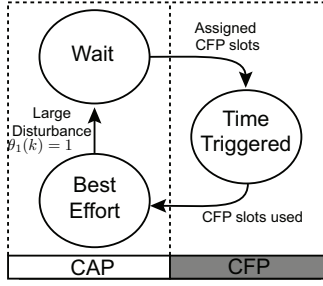 Wait
Assigned
CFP slots
Large
Disturbance
θ₁(k) = 1
Time
Triggered
Best
Effort
CFP slots used
CAP
CFP